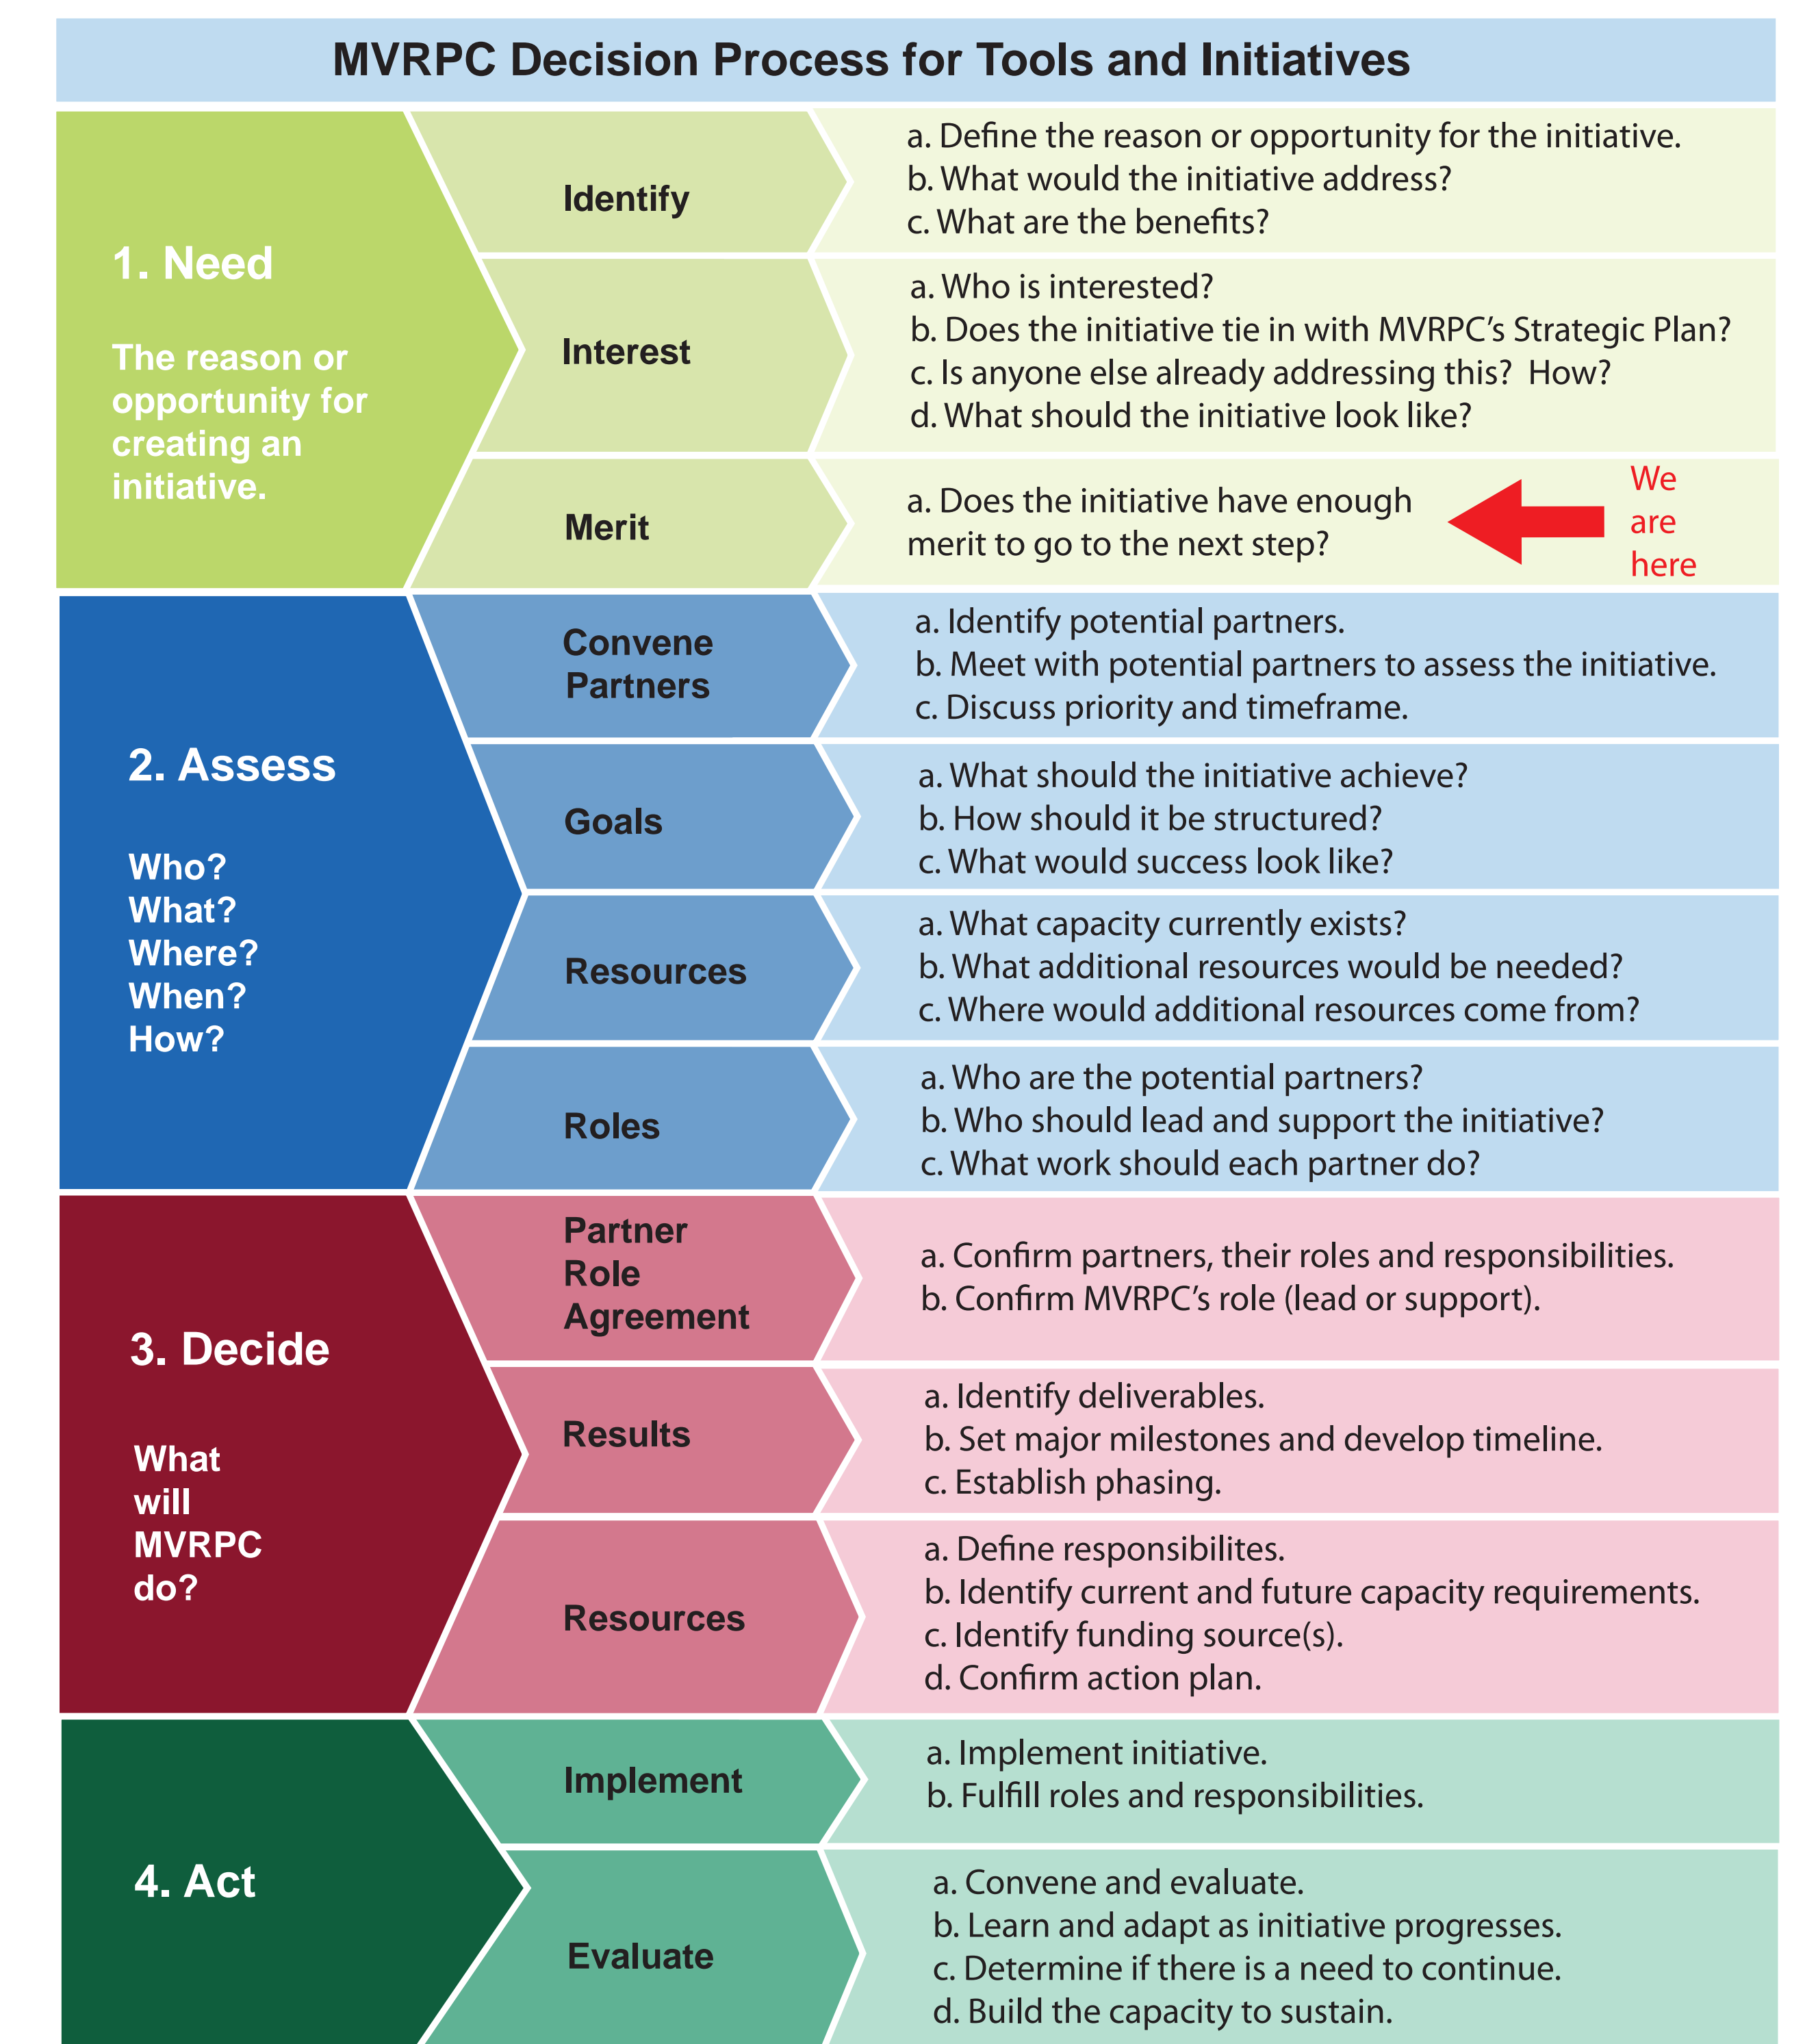 MVRPC Decision Process for Tools and Initiatives
1. Need
The reason or
opportunity for
creating an
initiative.
Identify
a. Define the reason or opportunity for the initiative.
b. What would the initiative address?
c. What are the benefits?
Interest
a. Who is interested?
b. Does the initiative tie in with MVRPC's Strategic Plan?
c. Is anyone else already addressing this?  How?
d. What should the initiative look like?
Merit
a. Does the initiative have enough
merit to go to the next step?
We
are
here
2. Assess
Who?
What?
Where?
When?
How?
Convene
Partners
a. Identify potential partners.
b. Meet with potential partners to assess the initiative.
c. Discuss priority and timeframe.
Goals
a. What should the initiative achieve?
b. How should it be structured?
c. What would success look like?
Resources
a. What capacity currently exists?
b. What additional resources would be needed?
c. Where would additional resources come from?
Roles
a. Who are the potential partners?
b. Who should lead and support the initiative?
c. What work should each partner do?
3. Decide
What
will
MVRPC
do?
Partner
Role
Agreement
a. Confirm partners, their roles and responsibilities.
b. Confirm MVRPC's role (lead or support).
Results
a. Identify deliverables.
b. Set major milestones and develop timeline.
c. Establish phasing.
Resources
a. Define responsibilites.
b. Identify current and future capacity requirements.
c. Identify funding source(s).
d. Confirm action plan.
4. Act
Implement
a. Implement initiative.
b. Fulfill roles and responsibilities.
Evaluate
a. Convene and evaluate.
b. Learn and adapt as initiative progresses.
c. Determine if there is a need to continue.
d. Build the capacity to sustain.